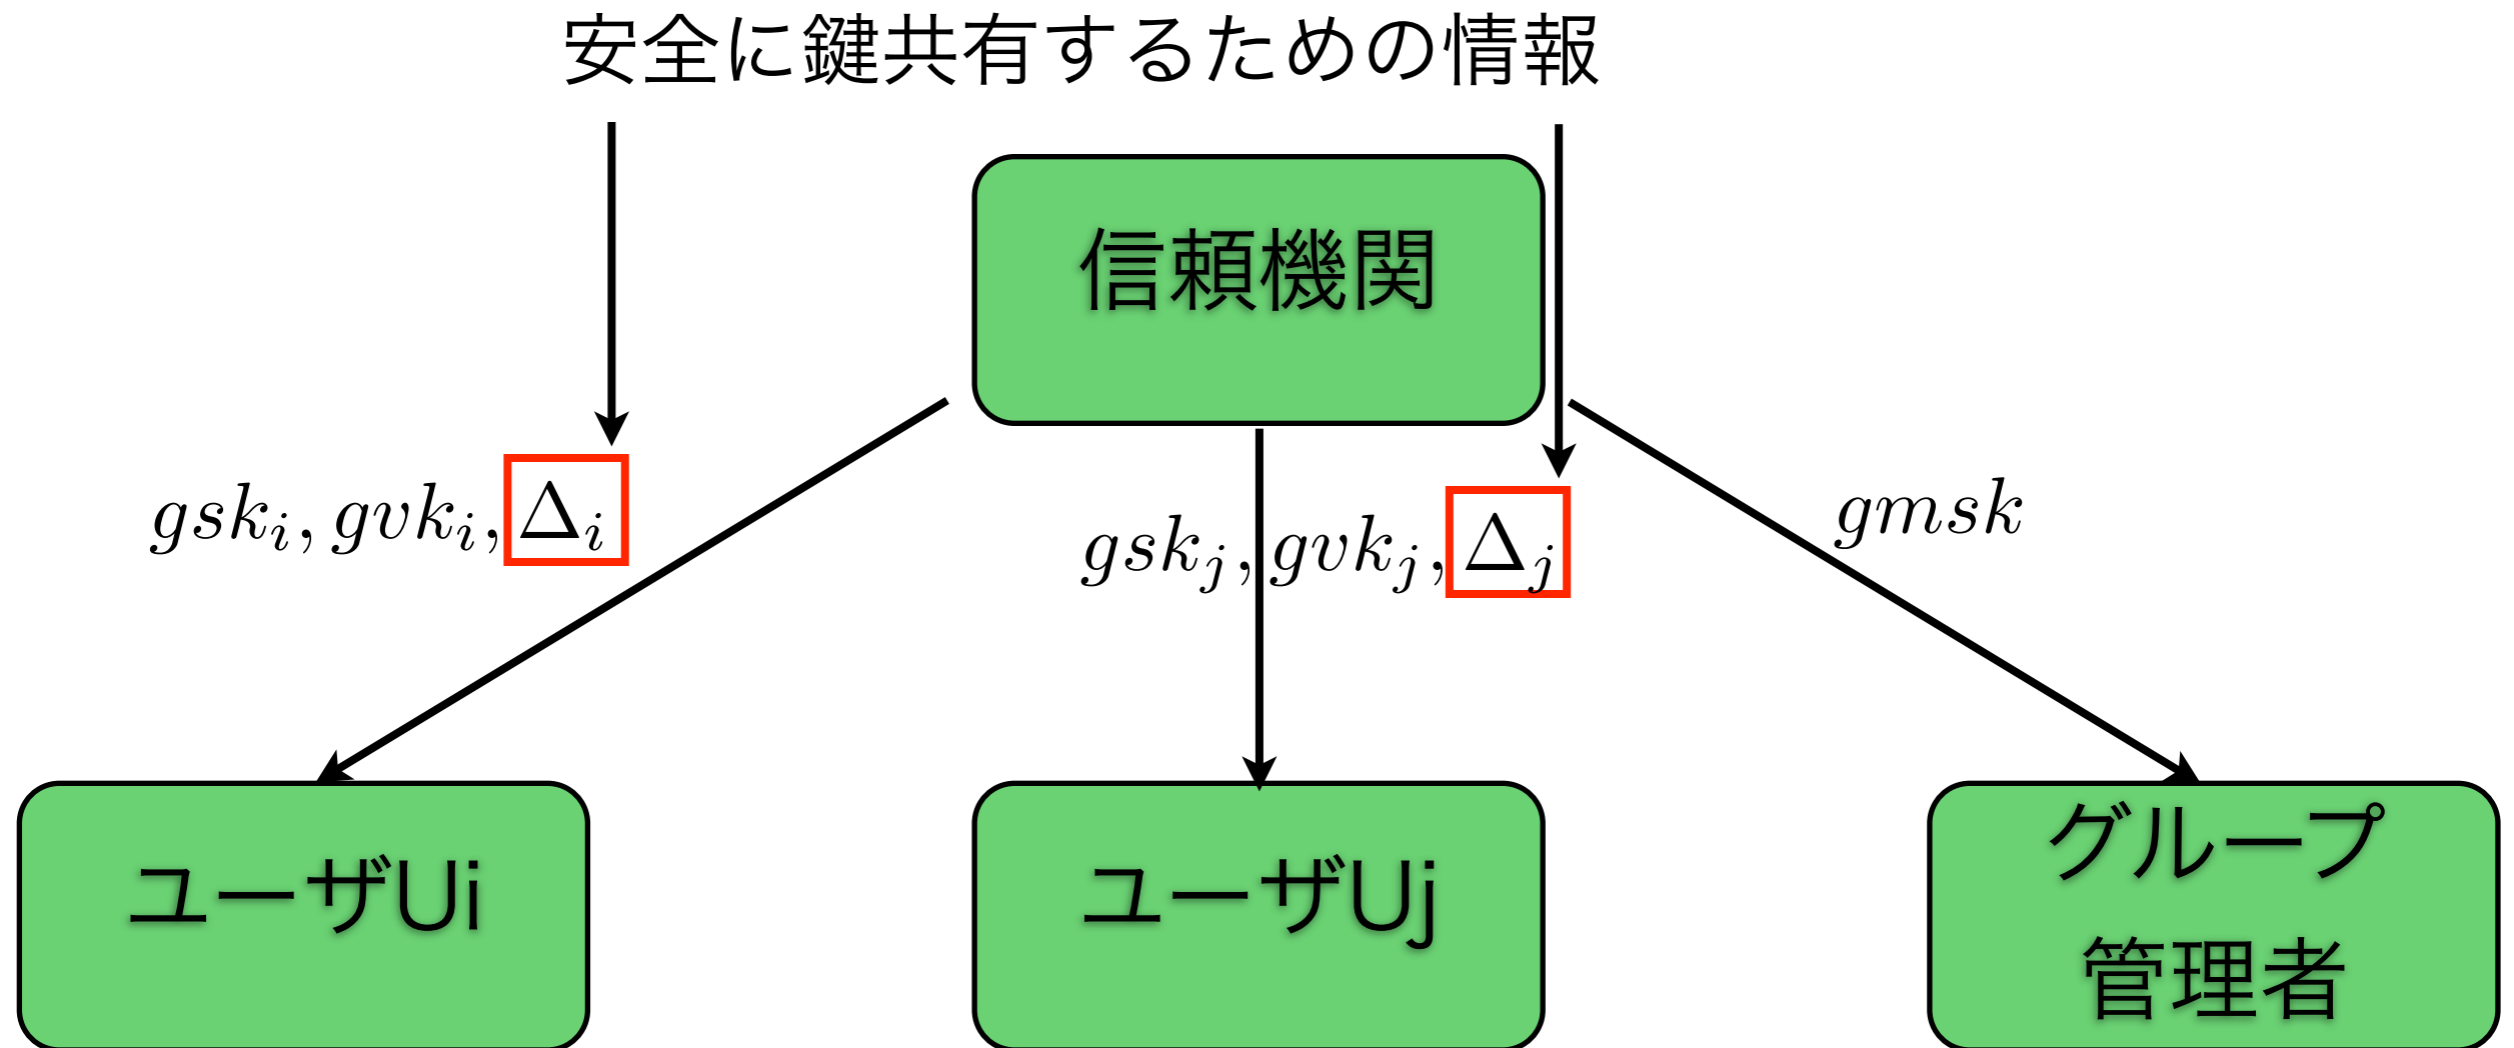 安全に鍵共有するための情報
信頼機関
gsk_i, gvk_i, Δ_i
gsk_j, gvk_j, Δ_j
gmsk
ユーザUi
ユーザUj
グループ
管理者